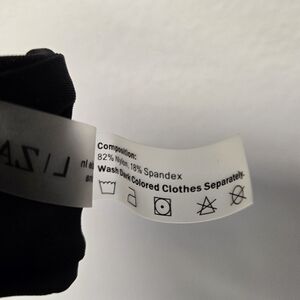 Composition:
82% Nylon, 18% Spandex
Wash Dark Colored Clothes Separately.